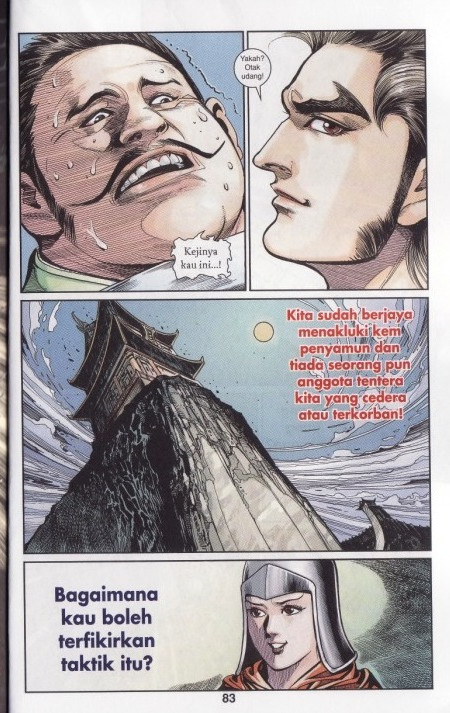 Yakah?
Otak
udang!
Kejinya
kau ini...!
Kita sudah berjaya
menakluki kem
penyamun dan
tiada seorang pun
anggota tentera
kita yang cedera
atau terkorban!
Bagaimana
kau boleh
terfikirkan
taktik itu?
83